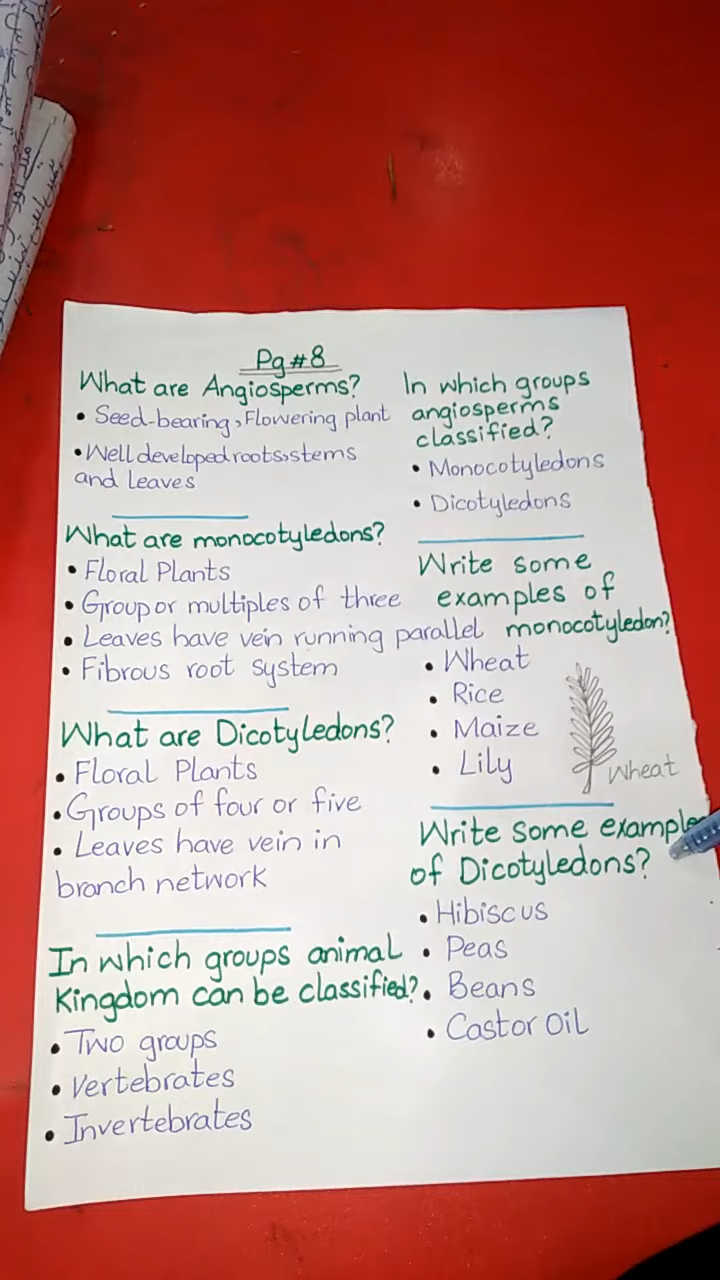 Pg#8
What are Angiosperms?
• Seed-bearing, Flowering plant
• Well developed roots,stems
and leaves
What are monocotyledons?
• Floral Plants
• Group or multiples of three
• Leaves have vein running parallel
• Fibrous root system
What are Dicotyledons?
• Floral Plants
• Groups of four or five
• Leaves have vein in
branch network
In which groups animal
Kingdom can be classified?
• Two groups
• Vertebrates
• Invertebrates
In which groups
angiosperms
classified?
• Monocotyledons
• Dicotyledons
Write some
examples of
monocotyledon?
• Wheat
• Rice
• Maize
• Lily
Wheat
Write some example
of Dicotyledons?
• Hibiscus
• Peas
• Beans
• Castor Oil